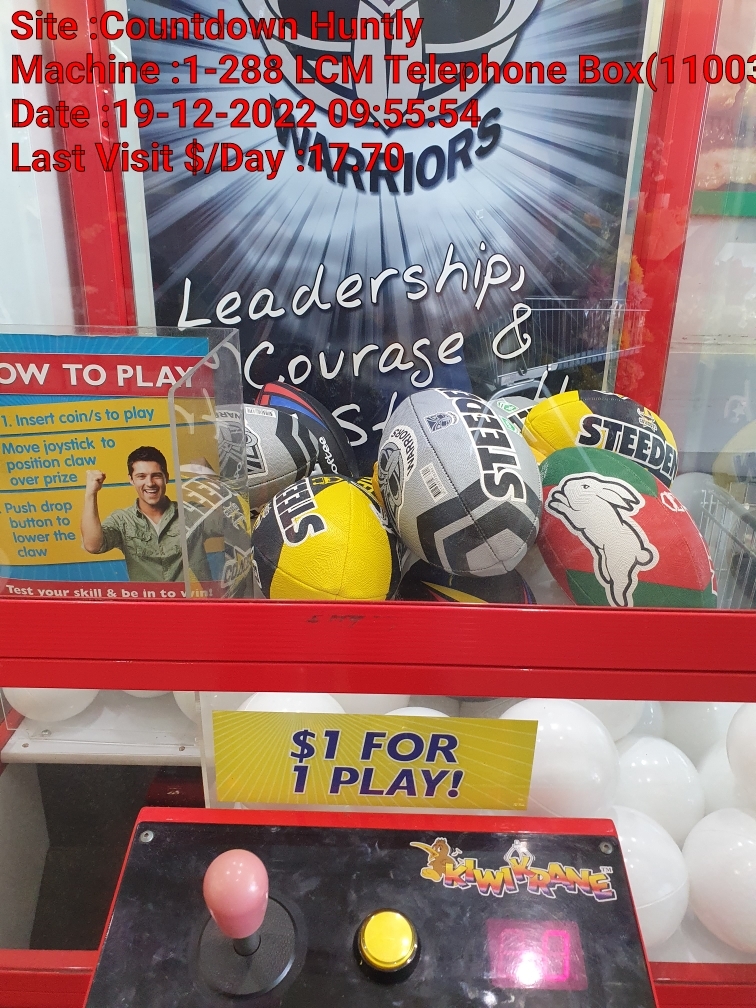 Site :Countdown Huntly
Machine :1-288 LCM Telephone Box(11003
Date :19-12-2022 09:55:54
Last Visit $/Day :17.70
WARRIORS
Leadership,
Courage &
St
OW TO PLAY
1. Insert coin/s to play
Move joystick to
position claw
over prize
Push drop
button to
lower the
claw
Test your skill & be in to win!
WARRIORS
STEEDEN
$1 FOR
1 PLAY!
KIWI KRANE TM